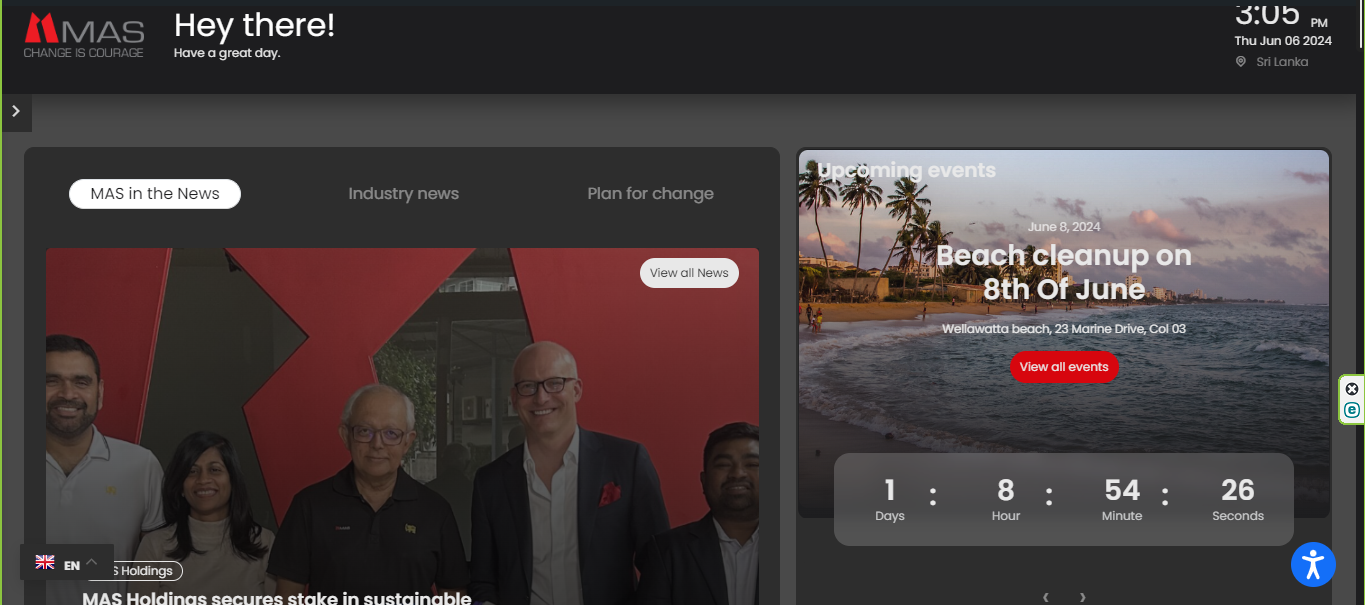 MAS
CHANGE IS COURAGE
Hey there!
Have a great day.
3:05 PM
Thu Jun 06 2024
Sri Lanka
MAS in the News
Industry news
Plan for change
View all News
S Holdings
MAS Holdings secures stake in sustainable
EN
Upcoming events
June 8, 2024
Beach cleanup on
8th Of June
Wellawatta beach, 23 Marine Drive, Col 03
View all events
1 : 8 : 54 : 26
Days Hour Minute Seconds
e